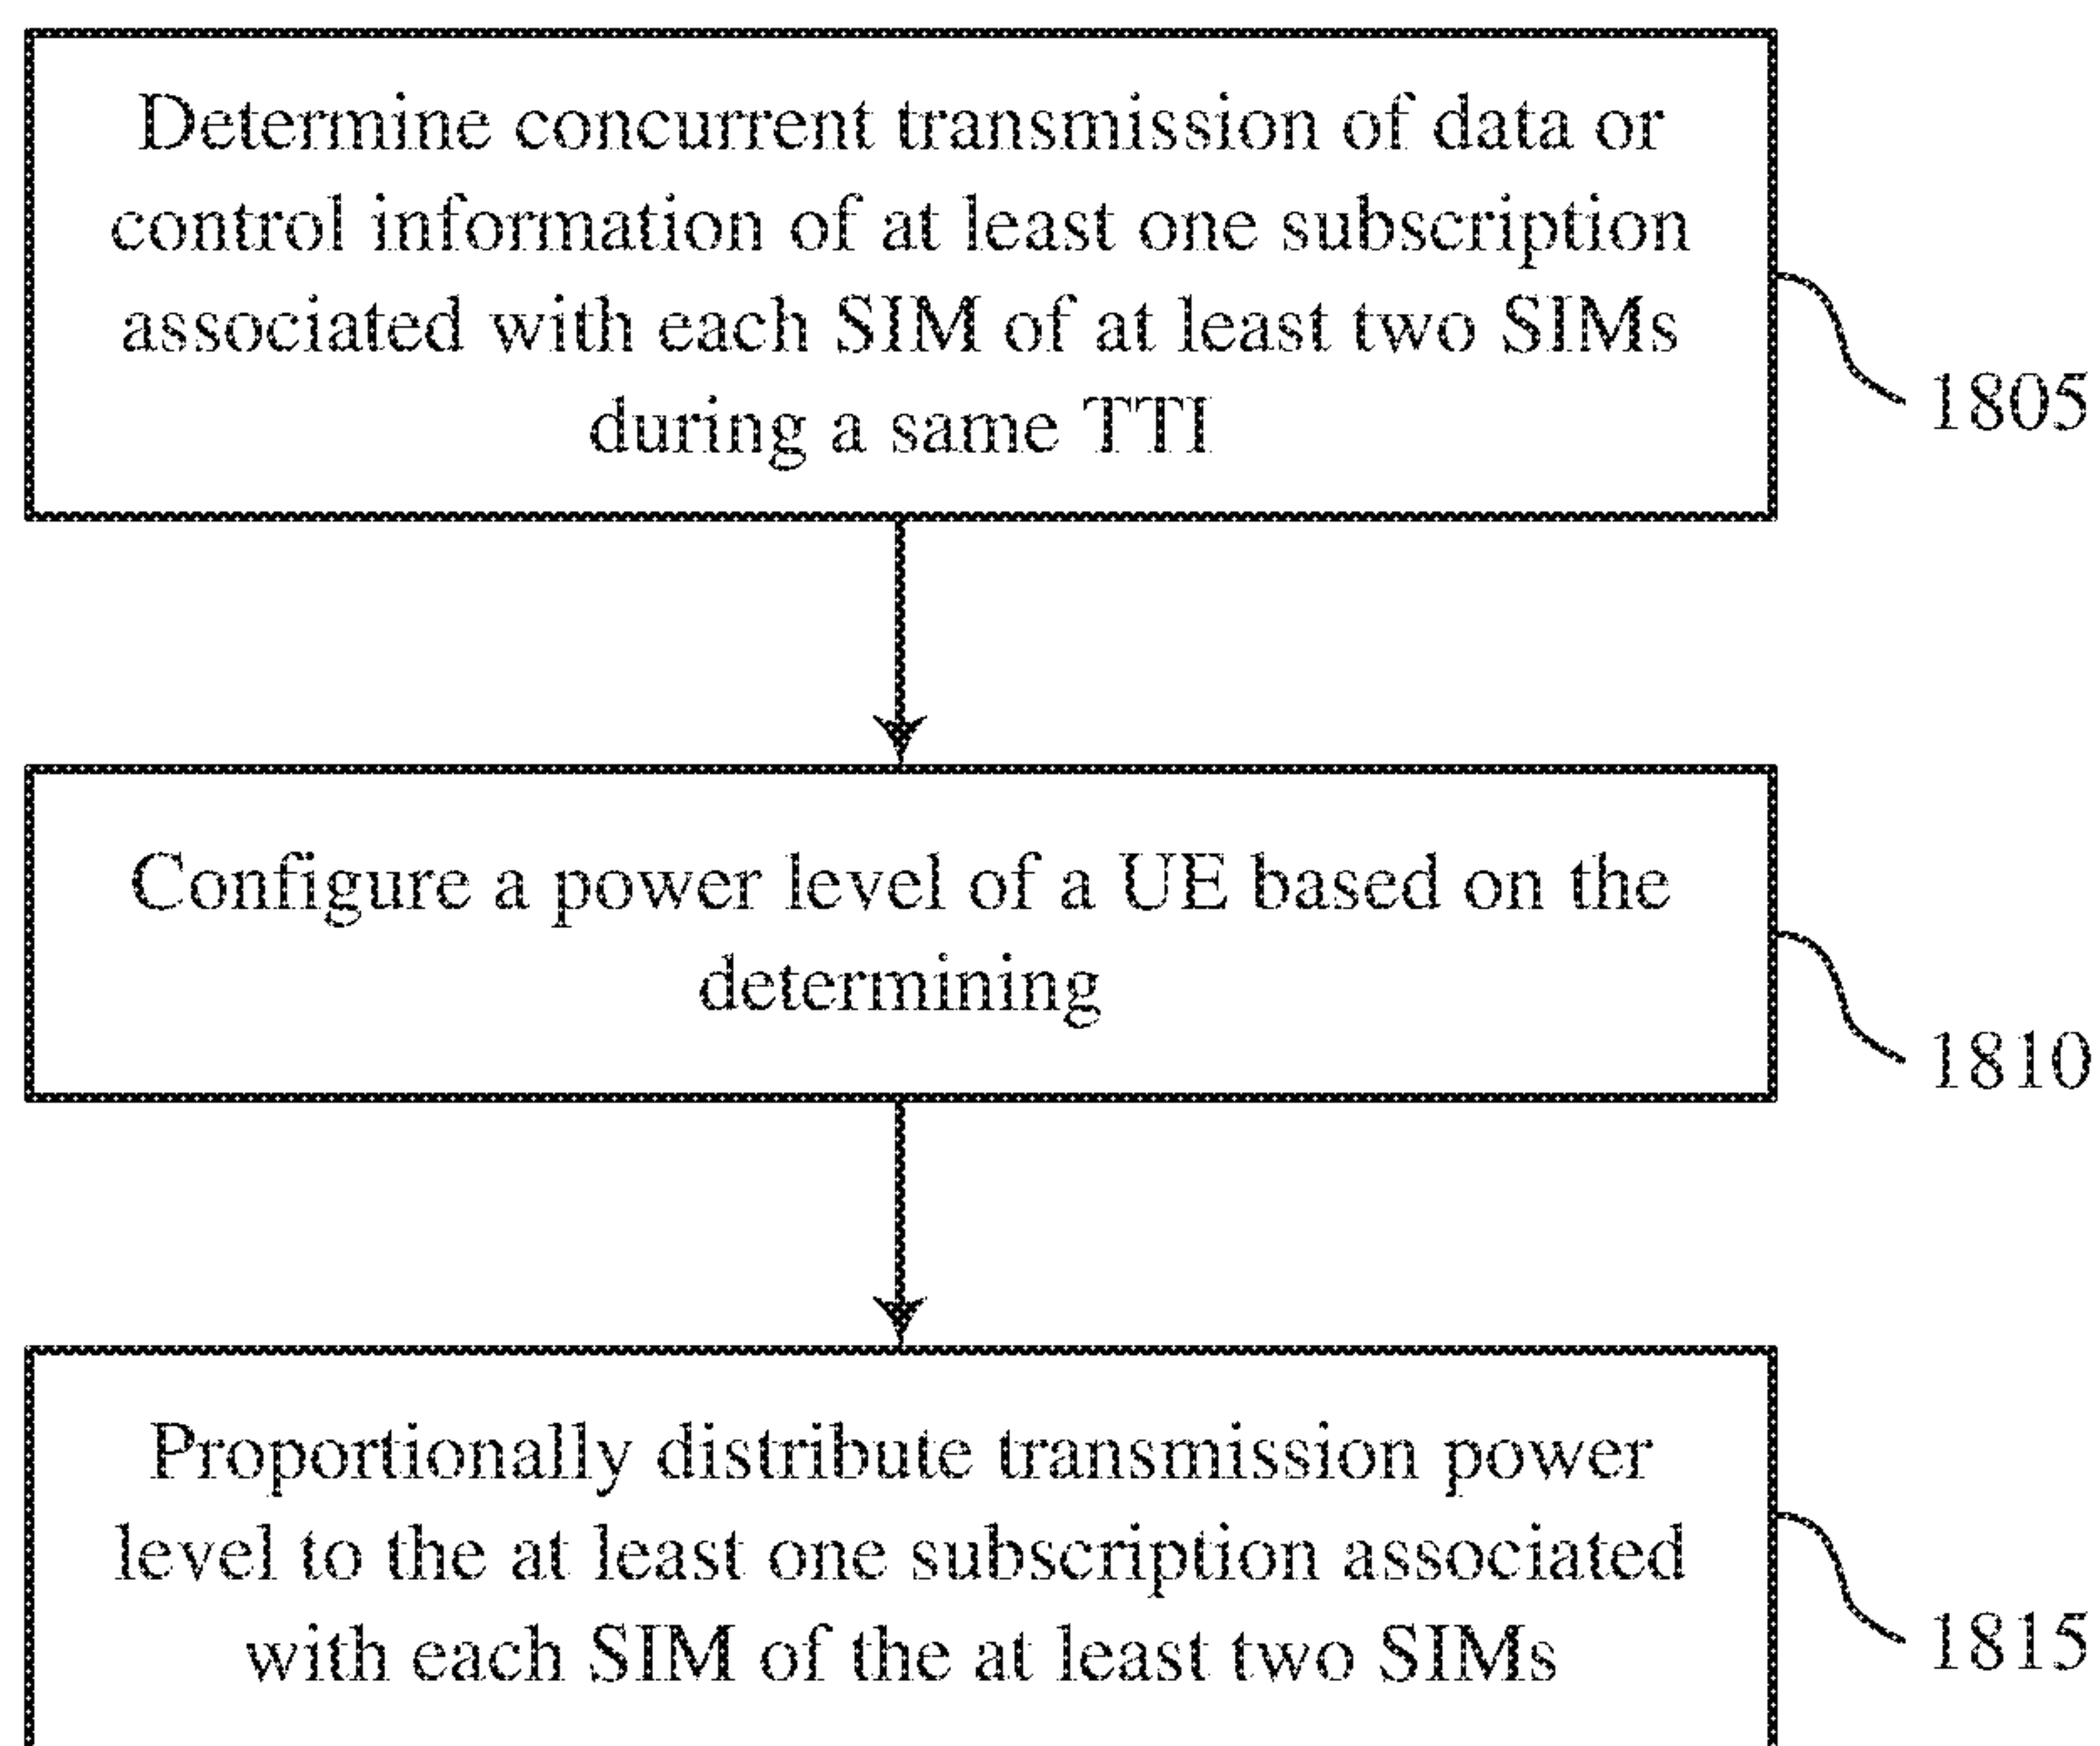 Determine concurrent transmission of data or
control information of at least one subscription
associated with each SIM of at least two SIMs
during a same TTI
1805
Configure a power level of a UE based on the
determining
1810
Proportionally distribute transmission power
level to the at least one subscription associated
with each SIM of the at least two SIMs
1815